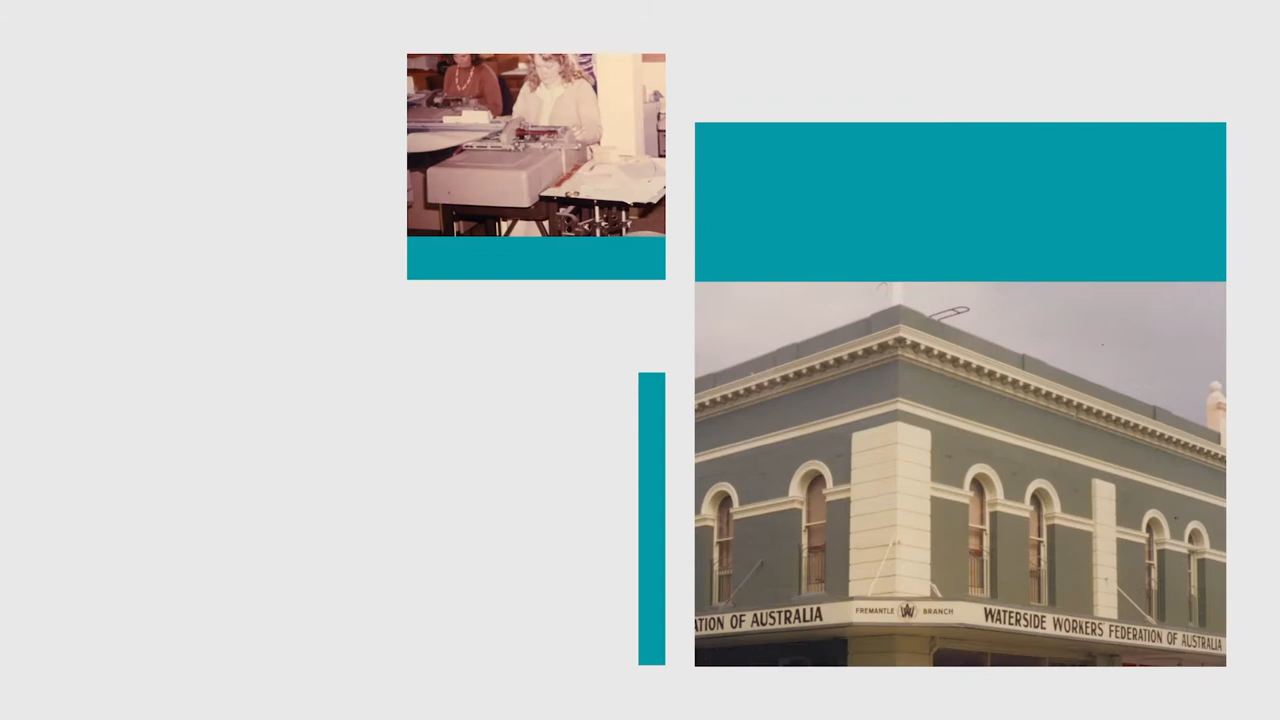 ATION OF AUSTRALIA
FREMANTLE BRANCH
WATERSIDE WORKERS' FEDERATION OF AUSTRALIA